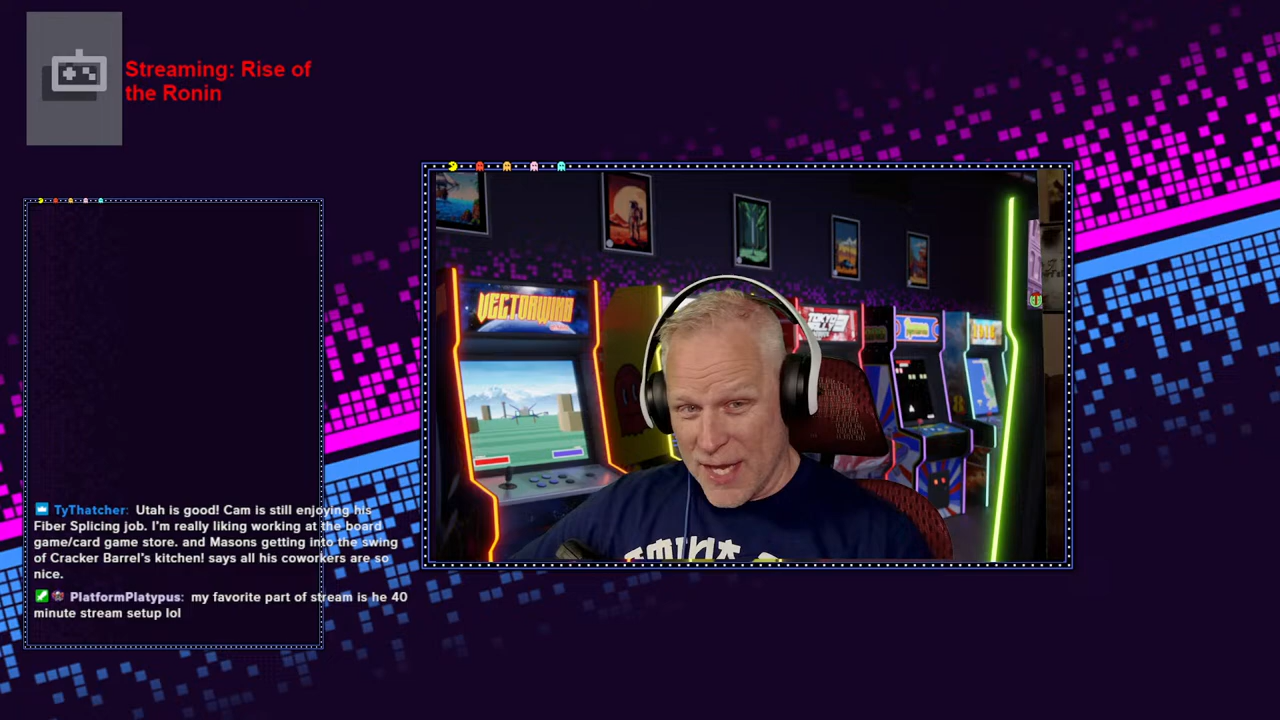 Streaming: Rise of
the Ronin
VECTORWING
TOKYO
TyThatcher: Utah is good! Cam is still enjoying his
Fiber Splicing job. I'm really liking working at the board
game/card game store. and Masons getting into the swing
of Cracker Barrel's kitchen! says all his coworkers are so
nice.
PlatformPlatypus: my favorite part of stream is he 40
minute stream setup lol